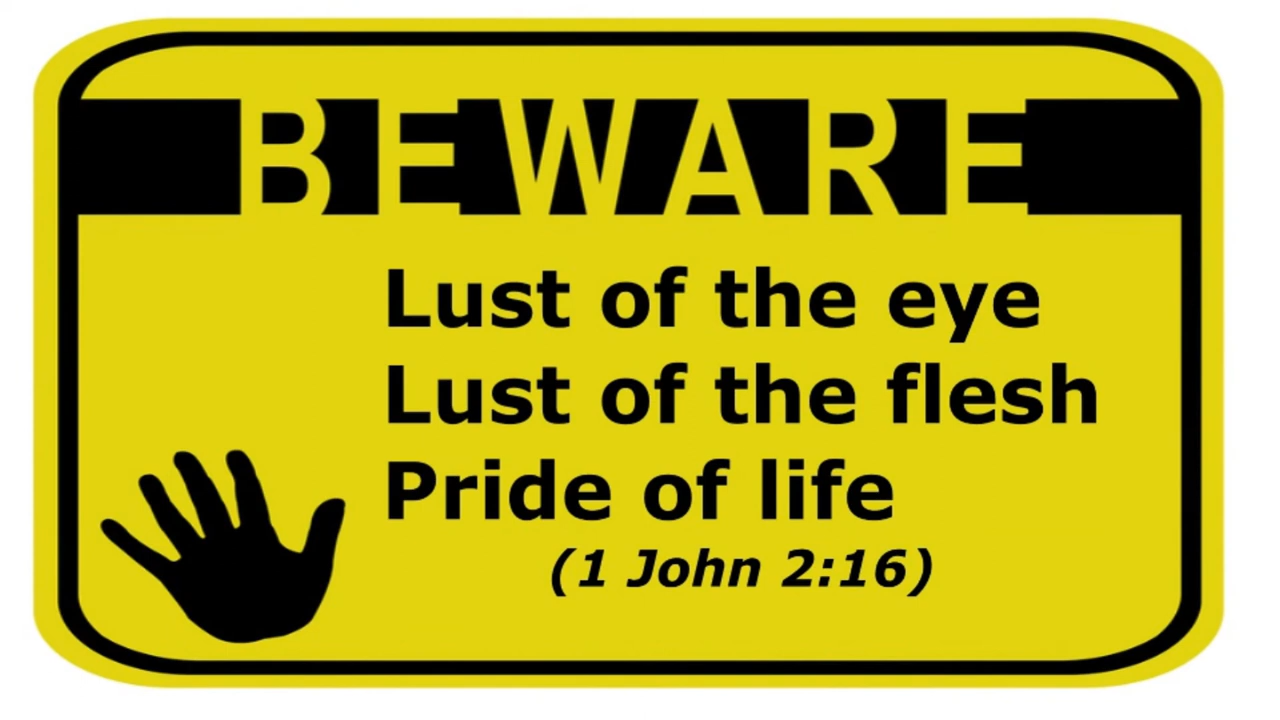 BEWARE
Lust of the eye
Lust of the flesh
Pride of life
(1 John 2:16)